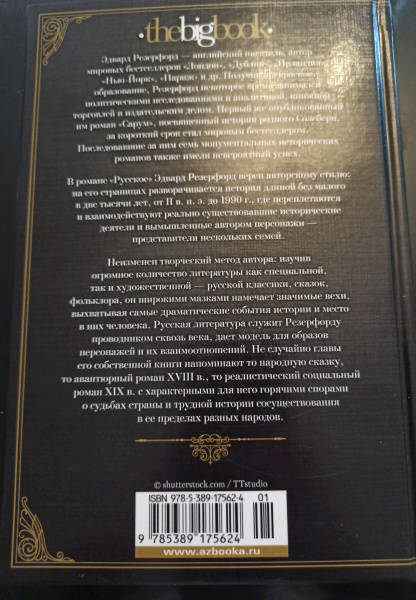 •thebigbook•
Эдвард Резерфорд — английский писатель, автор
мировых бестселлеров «Лондон», «Дублин», «Ирландия»,
«Нью-Йорк», «Париж» и др. Получив
образование, Резерфорд некоторое время занимался
политическими исследованиями и аналитикой, книжной
торговлей и издательским делом. Первый же опубликованный
им роман «Сарум», посвященный истории родного Солсбери,
за короткий срок стал мировым бестселлером.
Последовавшие за ним семь монументальных исторических
романов также имели невероятный успех.
В романе «Русское» Эдвард Резерфорд верен авторскому стилю:
на его страницах разворачивается история длиной без малого
в две тысячи лет, от II в. н. э. до 1990 г., где переплетаются
и взаимодействуют реально существовавшие исторические
деятели и вымышленные автором персонажи —
представители нескольких семей.
Неизменен творческий метод автора: изучив
огромное количество литературы как специальной,
так и художественной — русской классики, сказок,
фольклора, он широкими мазками намечает значимые вехи,
выхватывая самые драматические события истории и место
в них человека. Русская литература служит Резерфорду
проводником сквозь века, дает модель для образов
персонажей и их взаимоотношений. Не случайно главы
его собственной книги напоминают то народную сказку,
то авантюрный роман XVIII в., то реалистический социальный
роман XIX в. с характерными для него горячими спорами
о судьбах страны и трудной истории сосуществования
в ее пределах разных народов.
© shutterstock.com / TTstudio
ISBN 978-5-389-17562-4 01
9 785389 175624
www.azbooka.ru